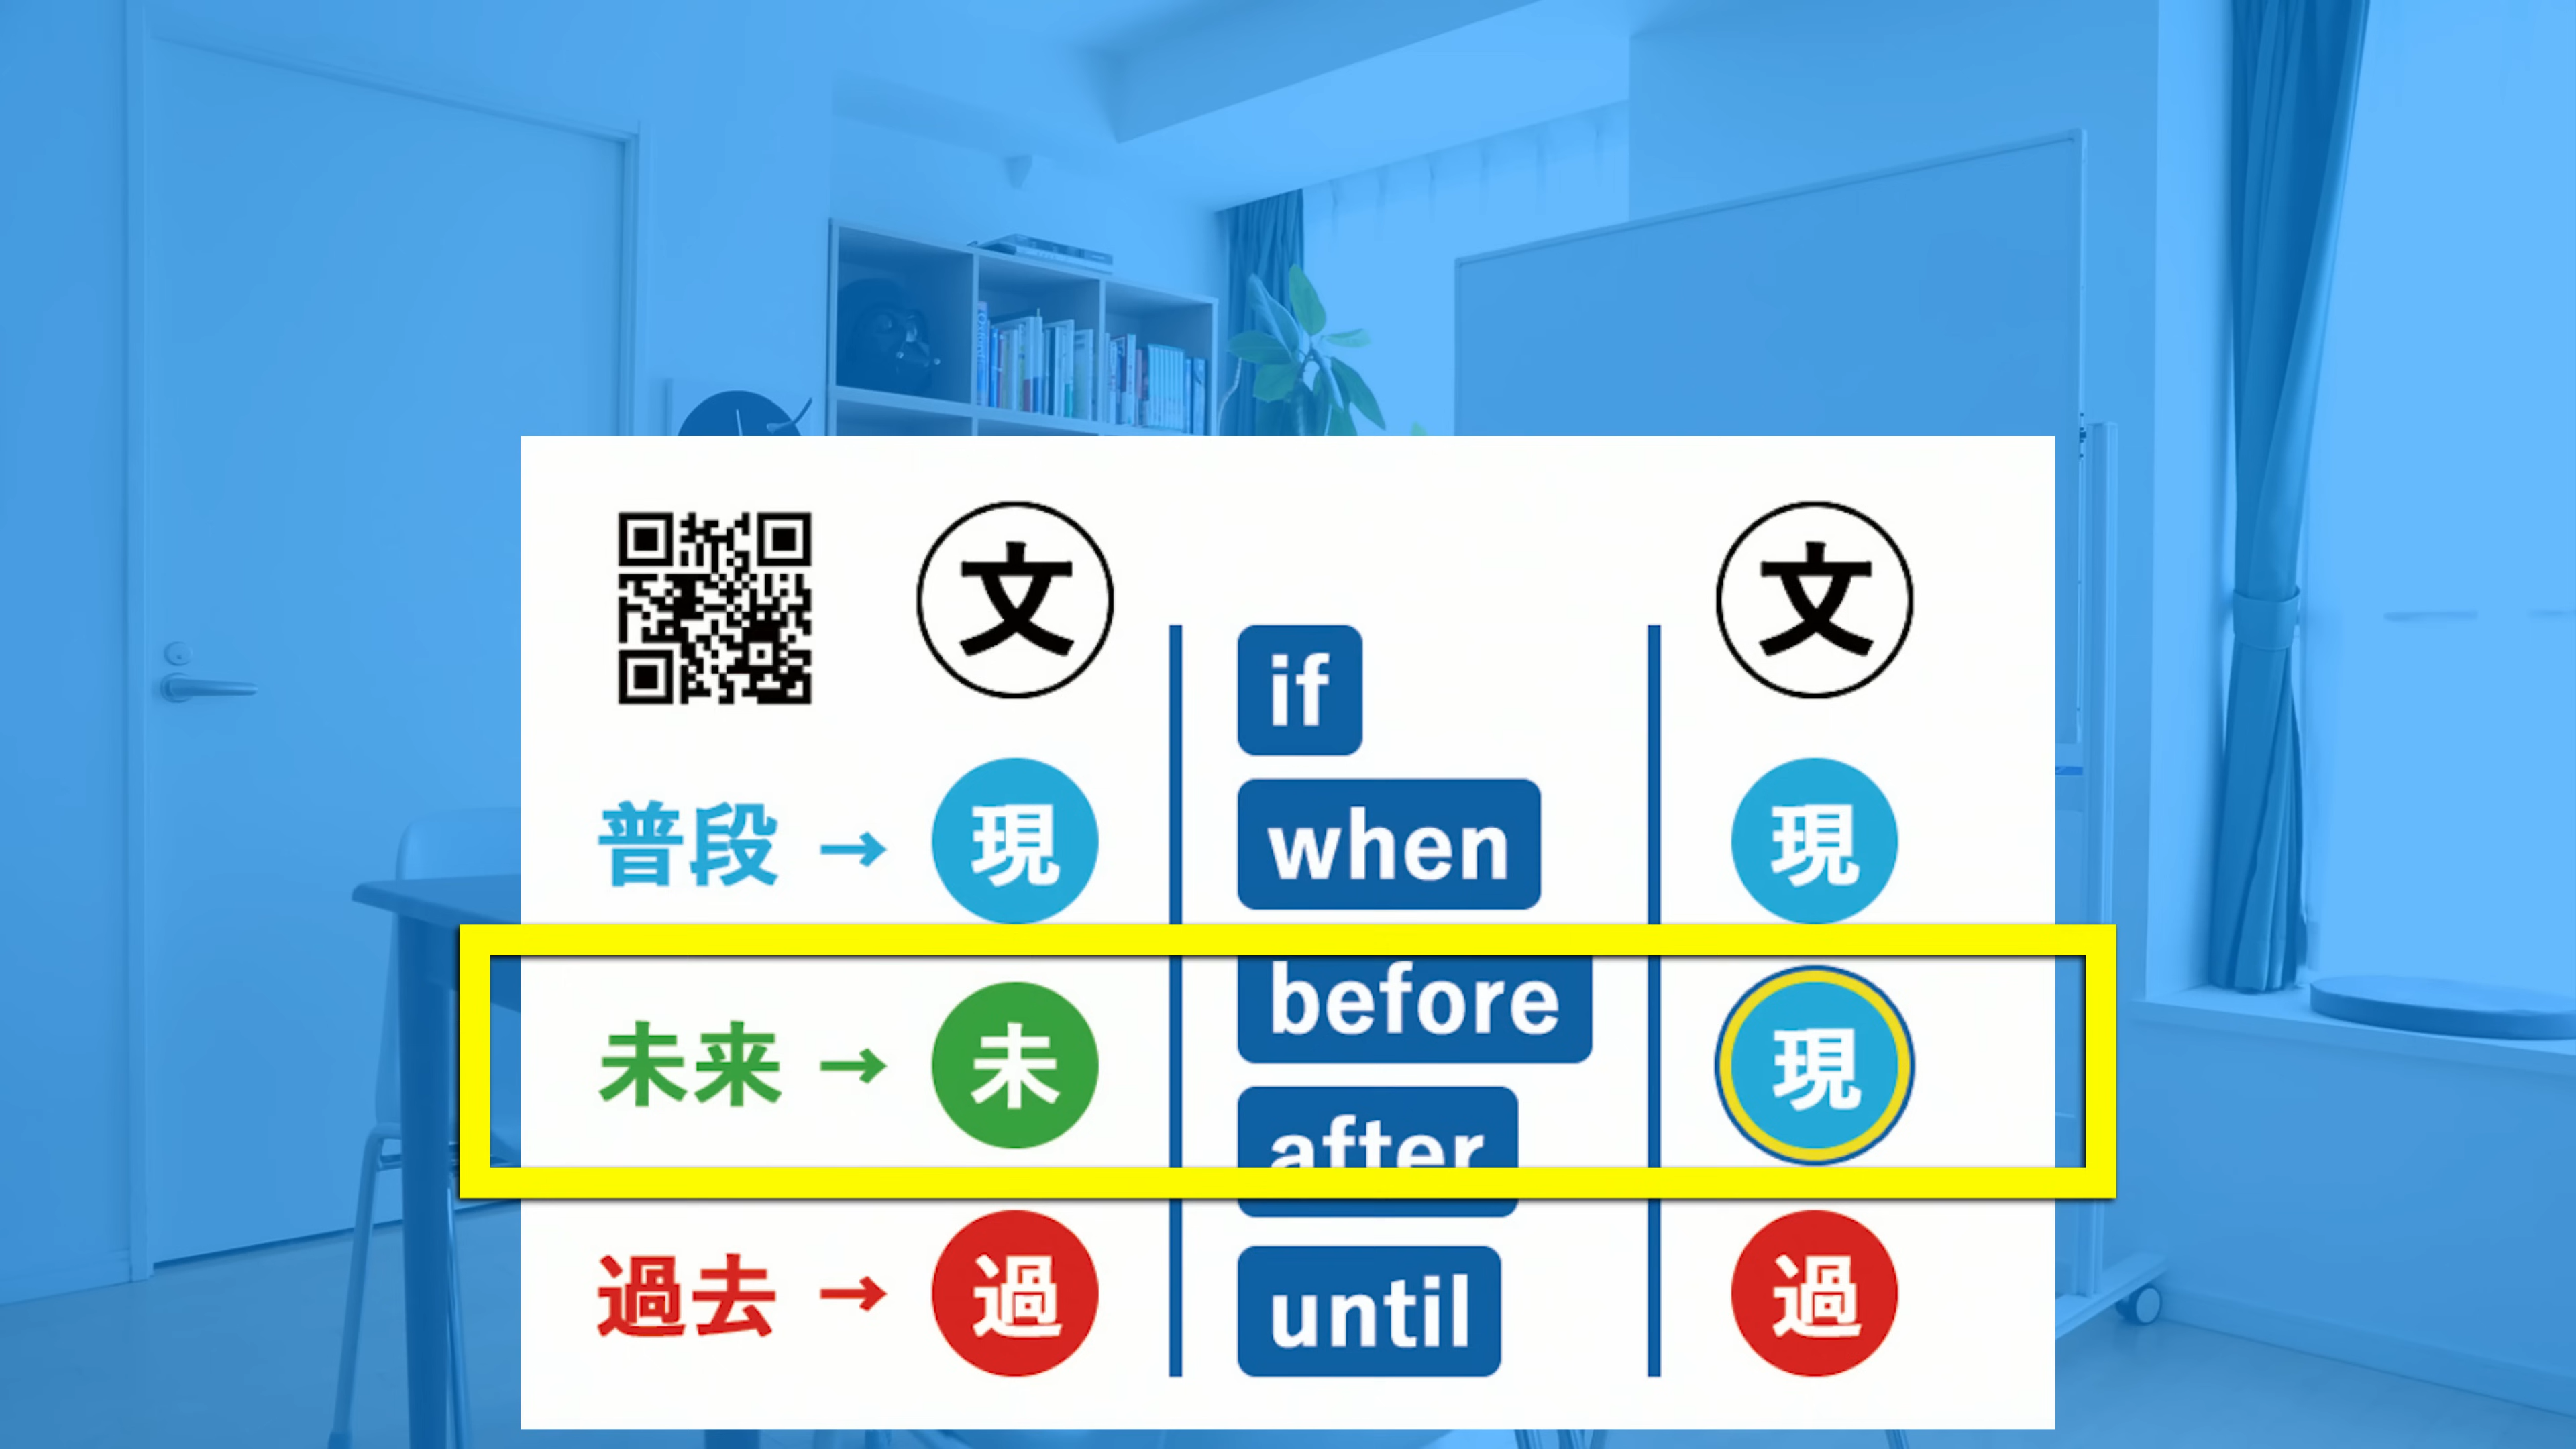 文 文
if
普段 → 現 when 現
before
未来 → 未 現
after
過去 → 過 until 過